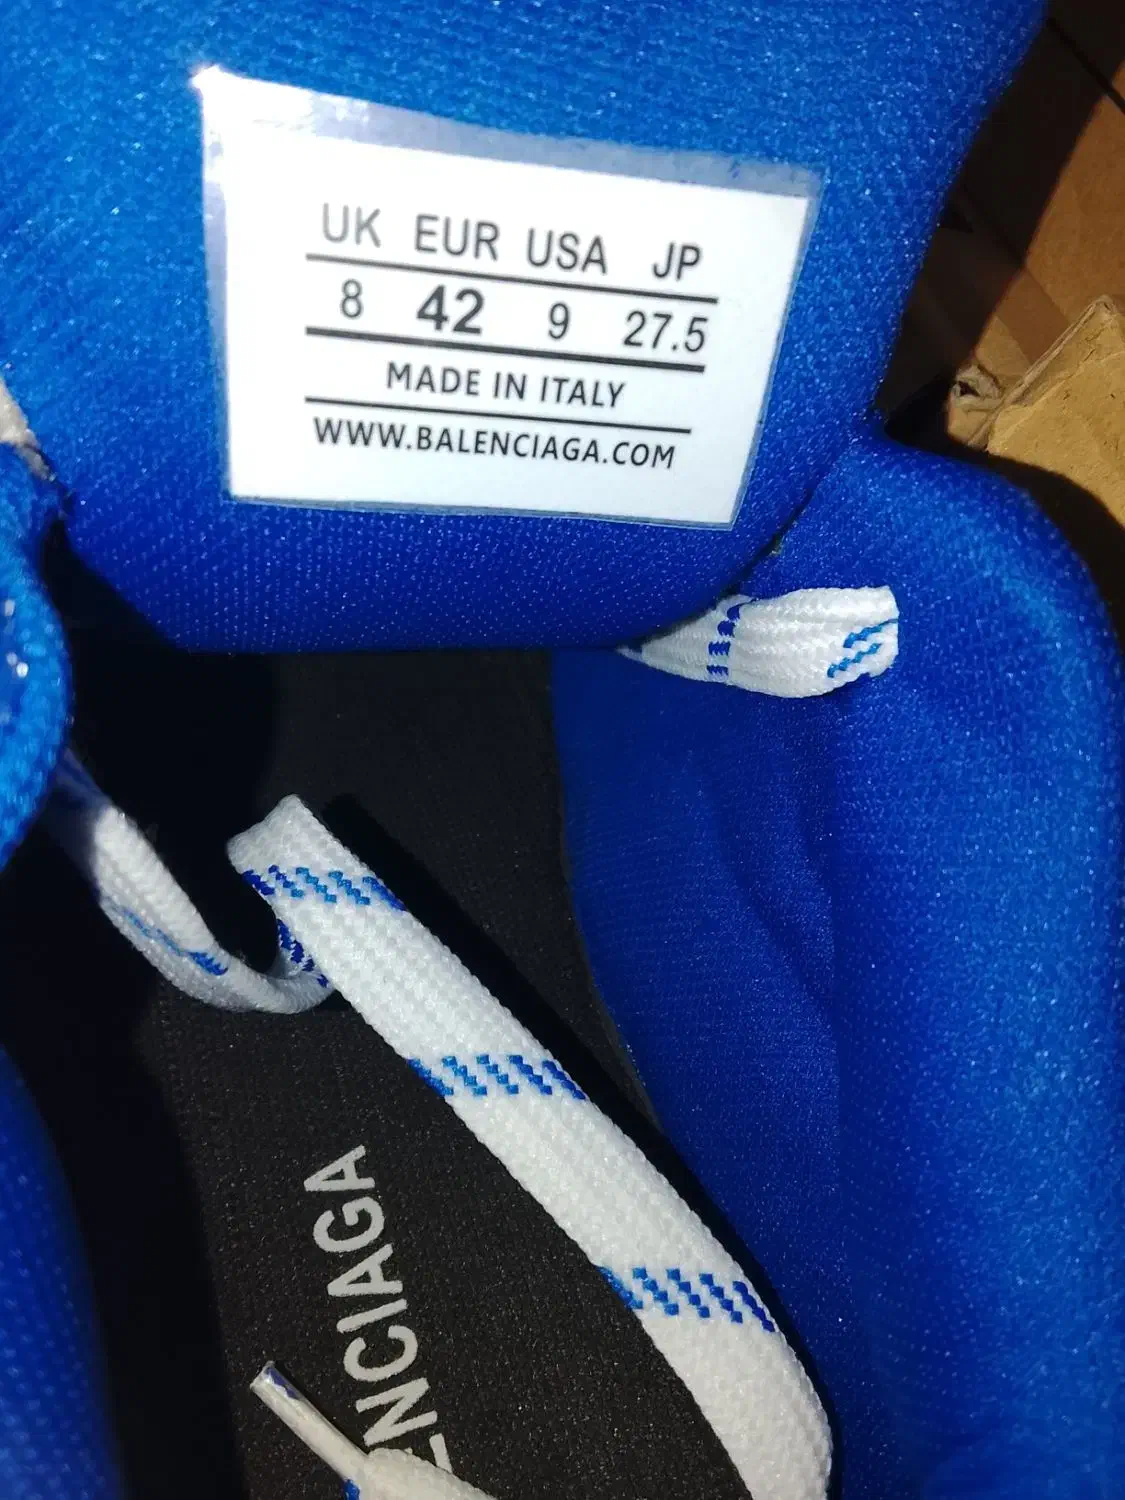 UK EUR USA JP
8 42 9 27.5
MADE IN ITALY
WWW.BALENCIAGA.COM
ENCIAGA